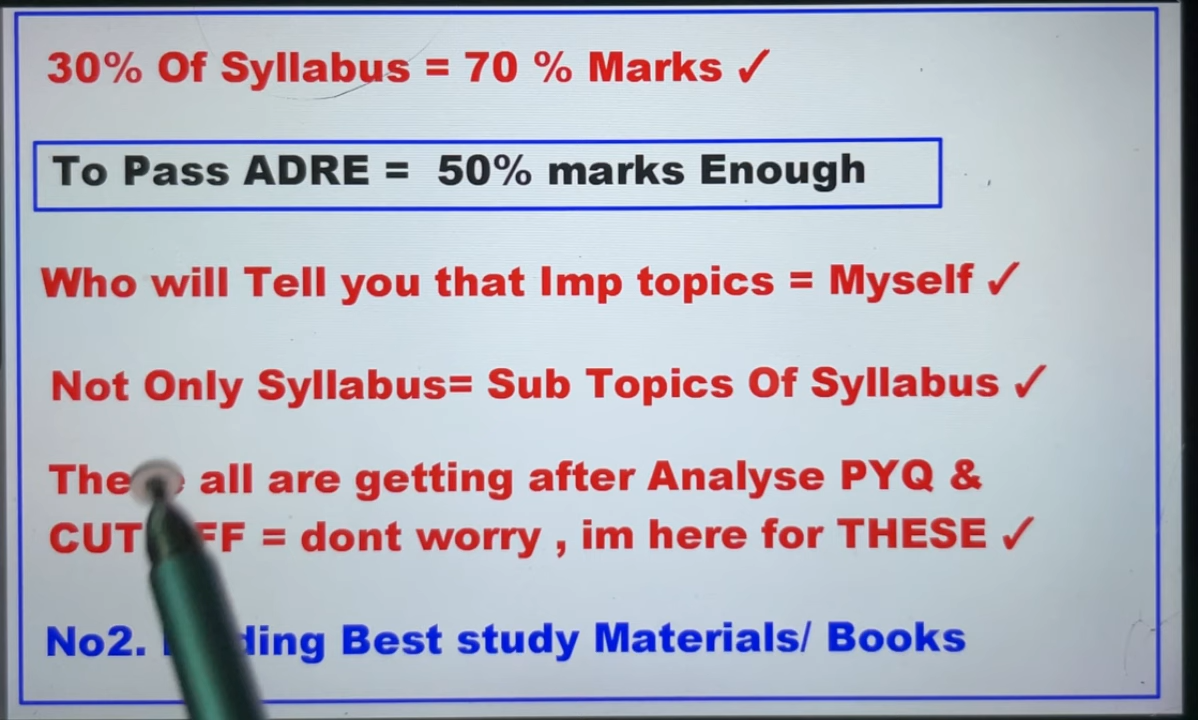 30% Of Syllabus = 70 % Marks ✓
To Pass ADRE = 50% marks Enough
Who will Tell you that Imp topics = Myself ✓
Not Only Syllabus= Sub Topics Of Syllabus ✓
all are getting after Analyse PYQ &
= dont worry , im here for THESE ✓
No2. Best study Materials/ Books